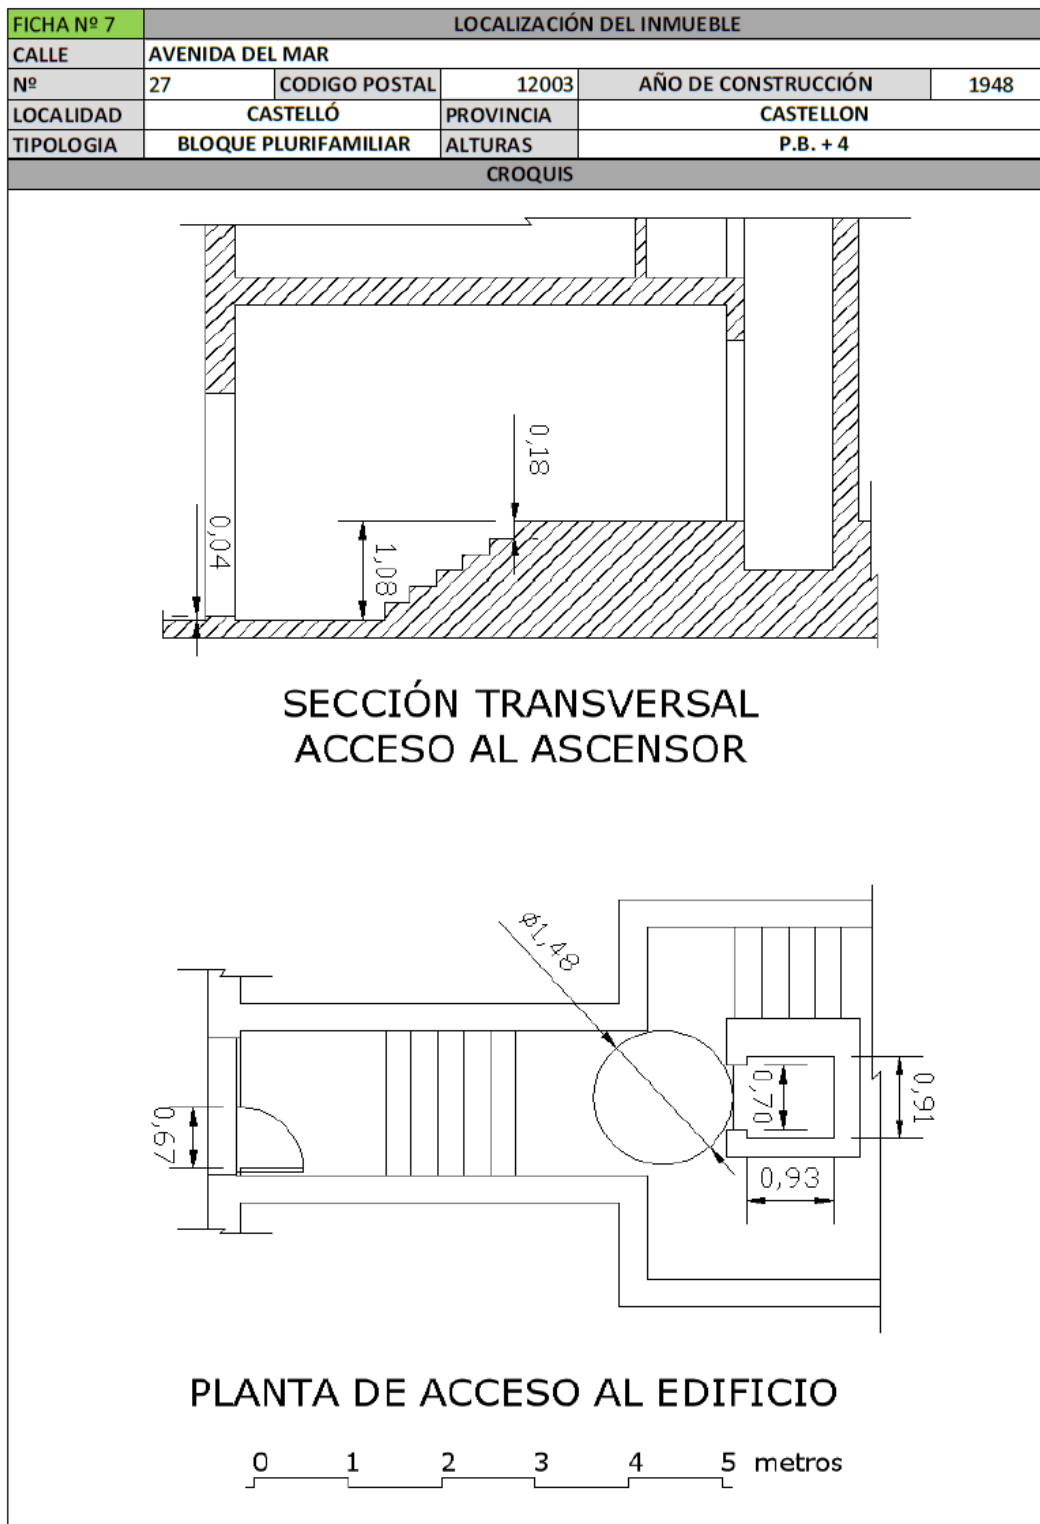 FICHA Nº 7 LOCALIZACIÓN DEL INMUEBLE
CALLE AVENIDA DEL MAR
Nº 27 CODIGO POSTAL 12003 AÑO DE CONSTRUCCIÓN 1948
LOCALIDAD CASTELLÓ PROVINCIA CASTELLON
TIPOLOGIA BLOQUE PLURIFAMILIAR ALTURAS P.B. + 4
CROQUIS
0,18
0,04
1,08
SECCIÓN TRANSVERSAL
ACCESO AL ASCENSOR
ø1,48
0,67
0,70
0,91
0,93
PLANTA DE ACCESO AL EDIFICIO
0 1 2 3 4 5 metros